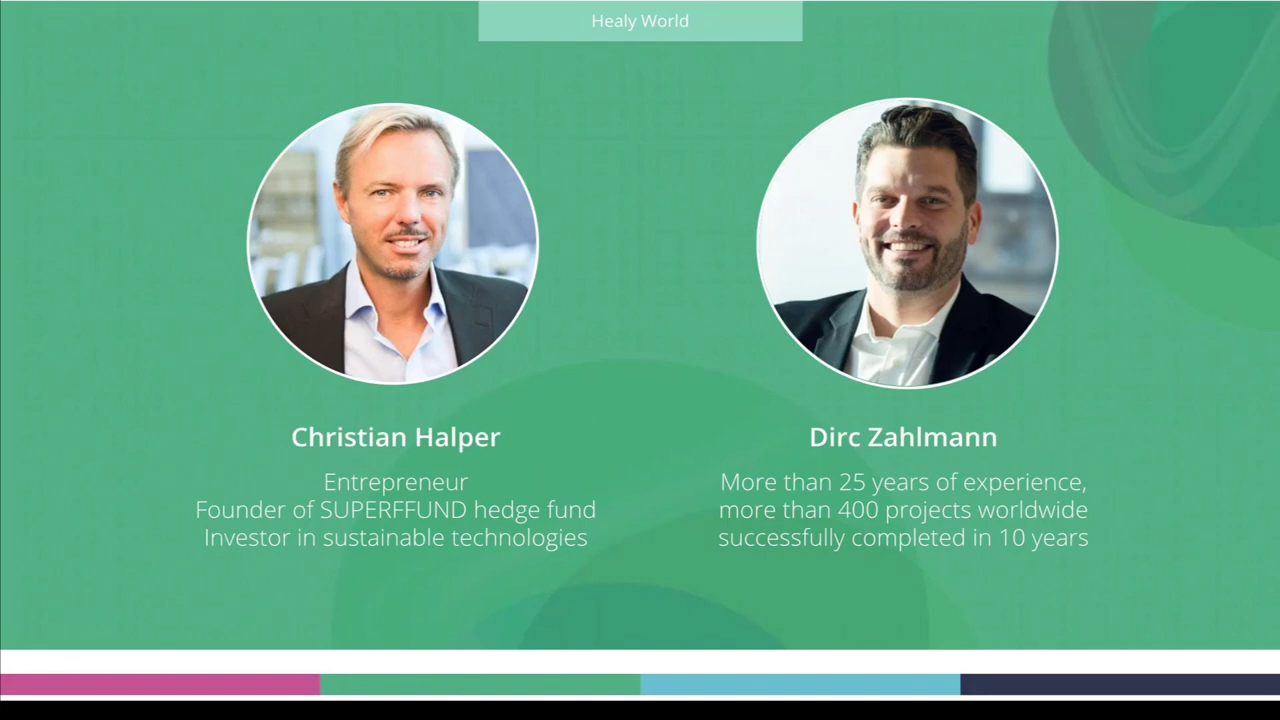 Healy World
Christian Halper
Entrepreneur
Founder of SUPERFFUND hedge fund
Investor in sustainable technologies
Dirc Zahlmann
More than 25 years of experience,
more than 400 projects worldwide
successfully completed in 10 years